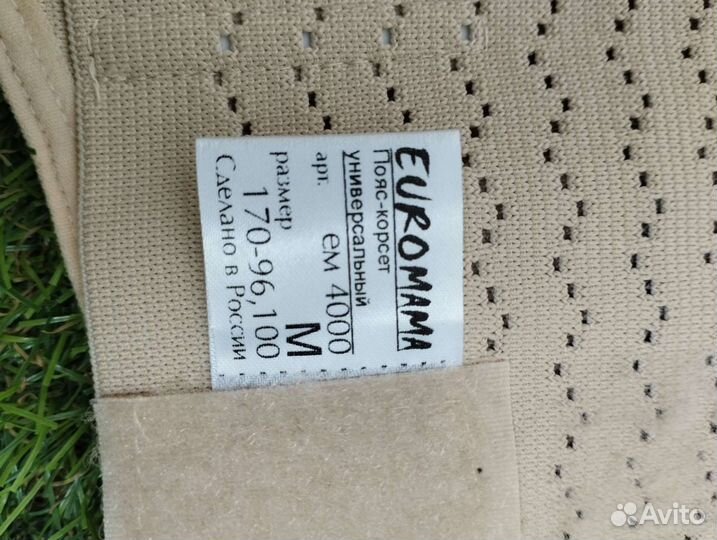 EUROMAMA
Пояс-корсет
универсальный
арт. ем 4000
размер M
170-96,100
Сделано в России
Avito